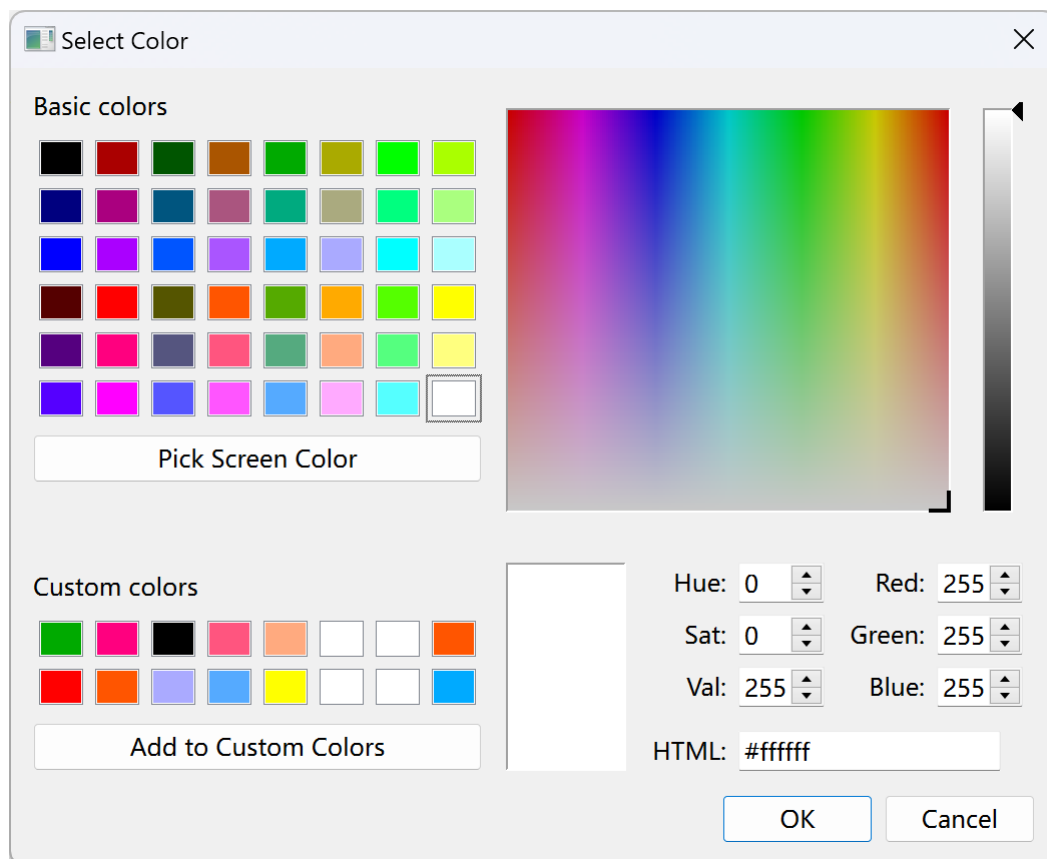 Select Color
Basic colors
Pick Screen Color
Custom colors
Add to Custom Colors
Hue: 0
Red: 255
Sat: 0
Green: 255
Val: 255
Blue: 255
HTML: #ffffff
OK
Cancel